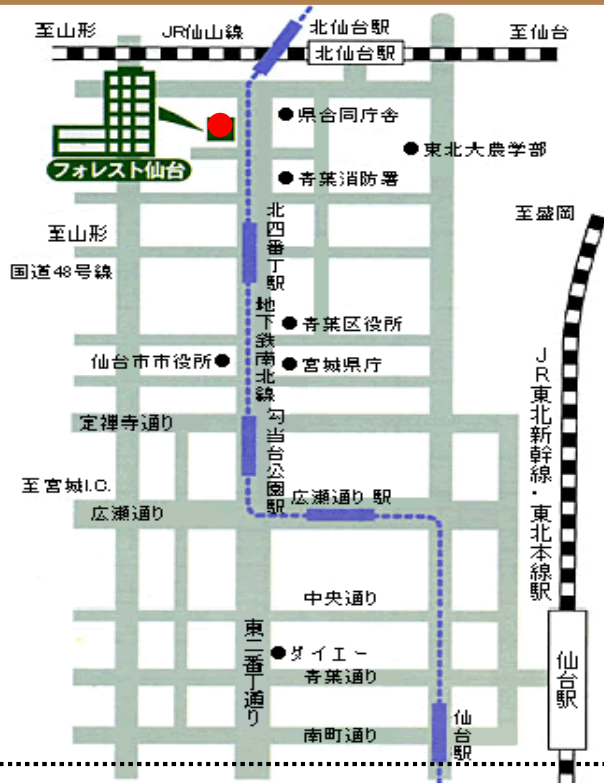 至山形
JR仙山線
北仙台駅
至仙台
北仙台駅
県合同庁舎
東北大農学部
フォレスト仙台
青葉消防署
至盛岡
北四番丁駅
至山形
国道48号線
地下鉄南北線
青葉区役所
仙台市市役所
宮城県庁
JR東北新幹線・東北本線駅
定禅寺通り
勾当台公園駅
至宮城I.C.
広瀬通り 駅
広瀬通り
中央通り
東二番丁通り
ダイエー
仙台駅
青葉通り
仙台駅
南町通り